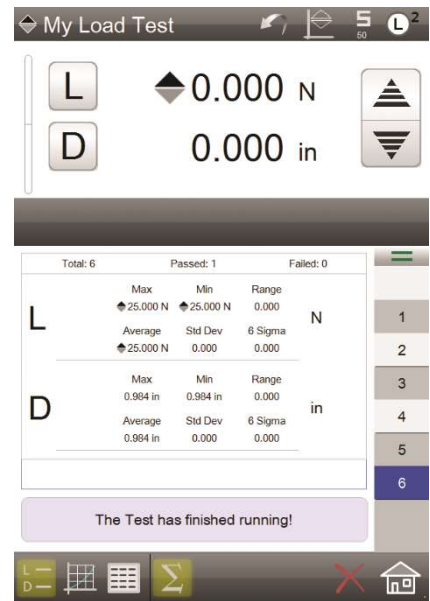 My Load Test S 50 L 2
L 0.000 N
D 0.000 in
Total: 6 Passed: 1 Failed: 0
Max Min Range
25.000 N 25.000 N 0.000
L N
Average Std Dev 6 Sigma
25.000 N 0.000 0.000
Max Min Range
0.984 in 0.984 in 0.000
D in
Average Std Dev 6 Sigma
0.984 in 0.000 0.000
1
2
3
4
5
6
The Test has finished running!
L
D
Σ